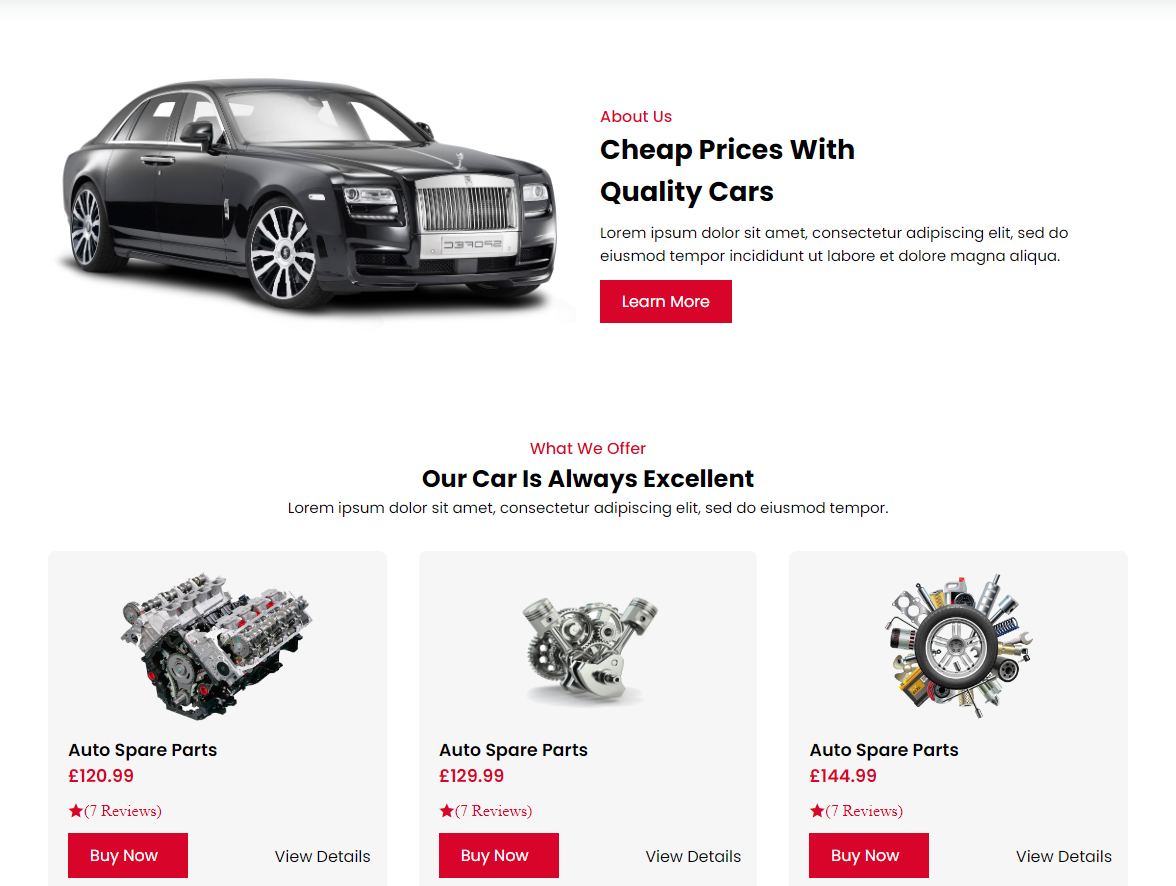 About Us
Cheap Prices With
Quality Cars
Lorem ipsum dolor sit amet, consectetur adipiscing elit, sed do
eiusmod tempor incididunt ut labore et dolore magna aliqua.
Learn More
What We Offer
Our Car Is Always Excellent
Lorem ipsum dolor sit amet, consectetur adipiscing elit, sed do eiusmod tempor.
Auto Spare Parts
£120.99
(7 Reviews)
Buy Now
View Details
Auto Spare Parts
£129.99
(7 Reviews)
Buy Now
View Details
Auto Spare Parts
£144.99
(7 Reviews)
Buy Now
View Details